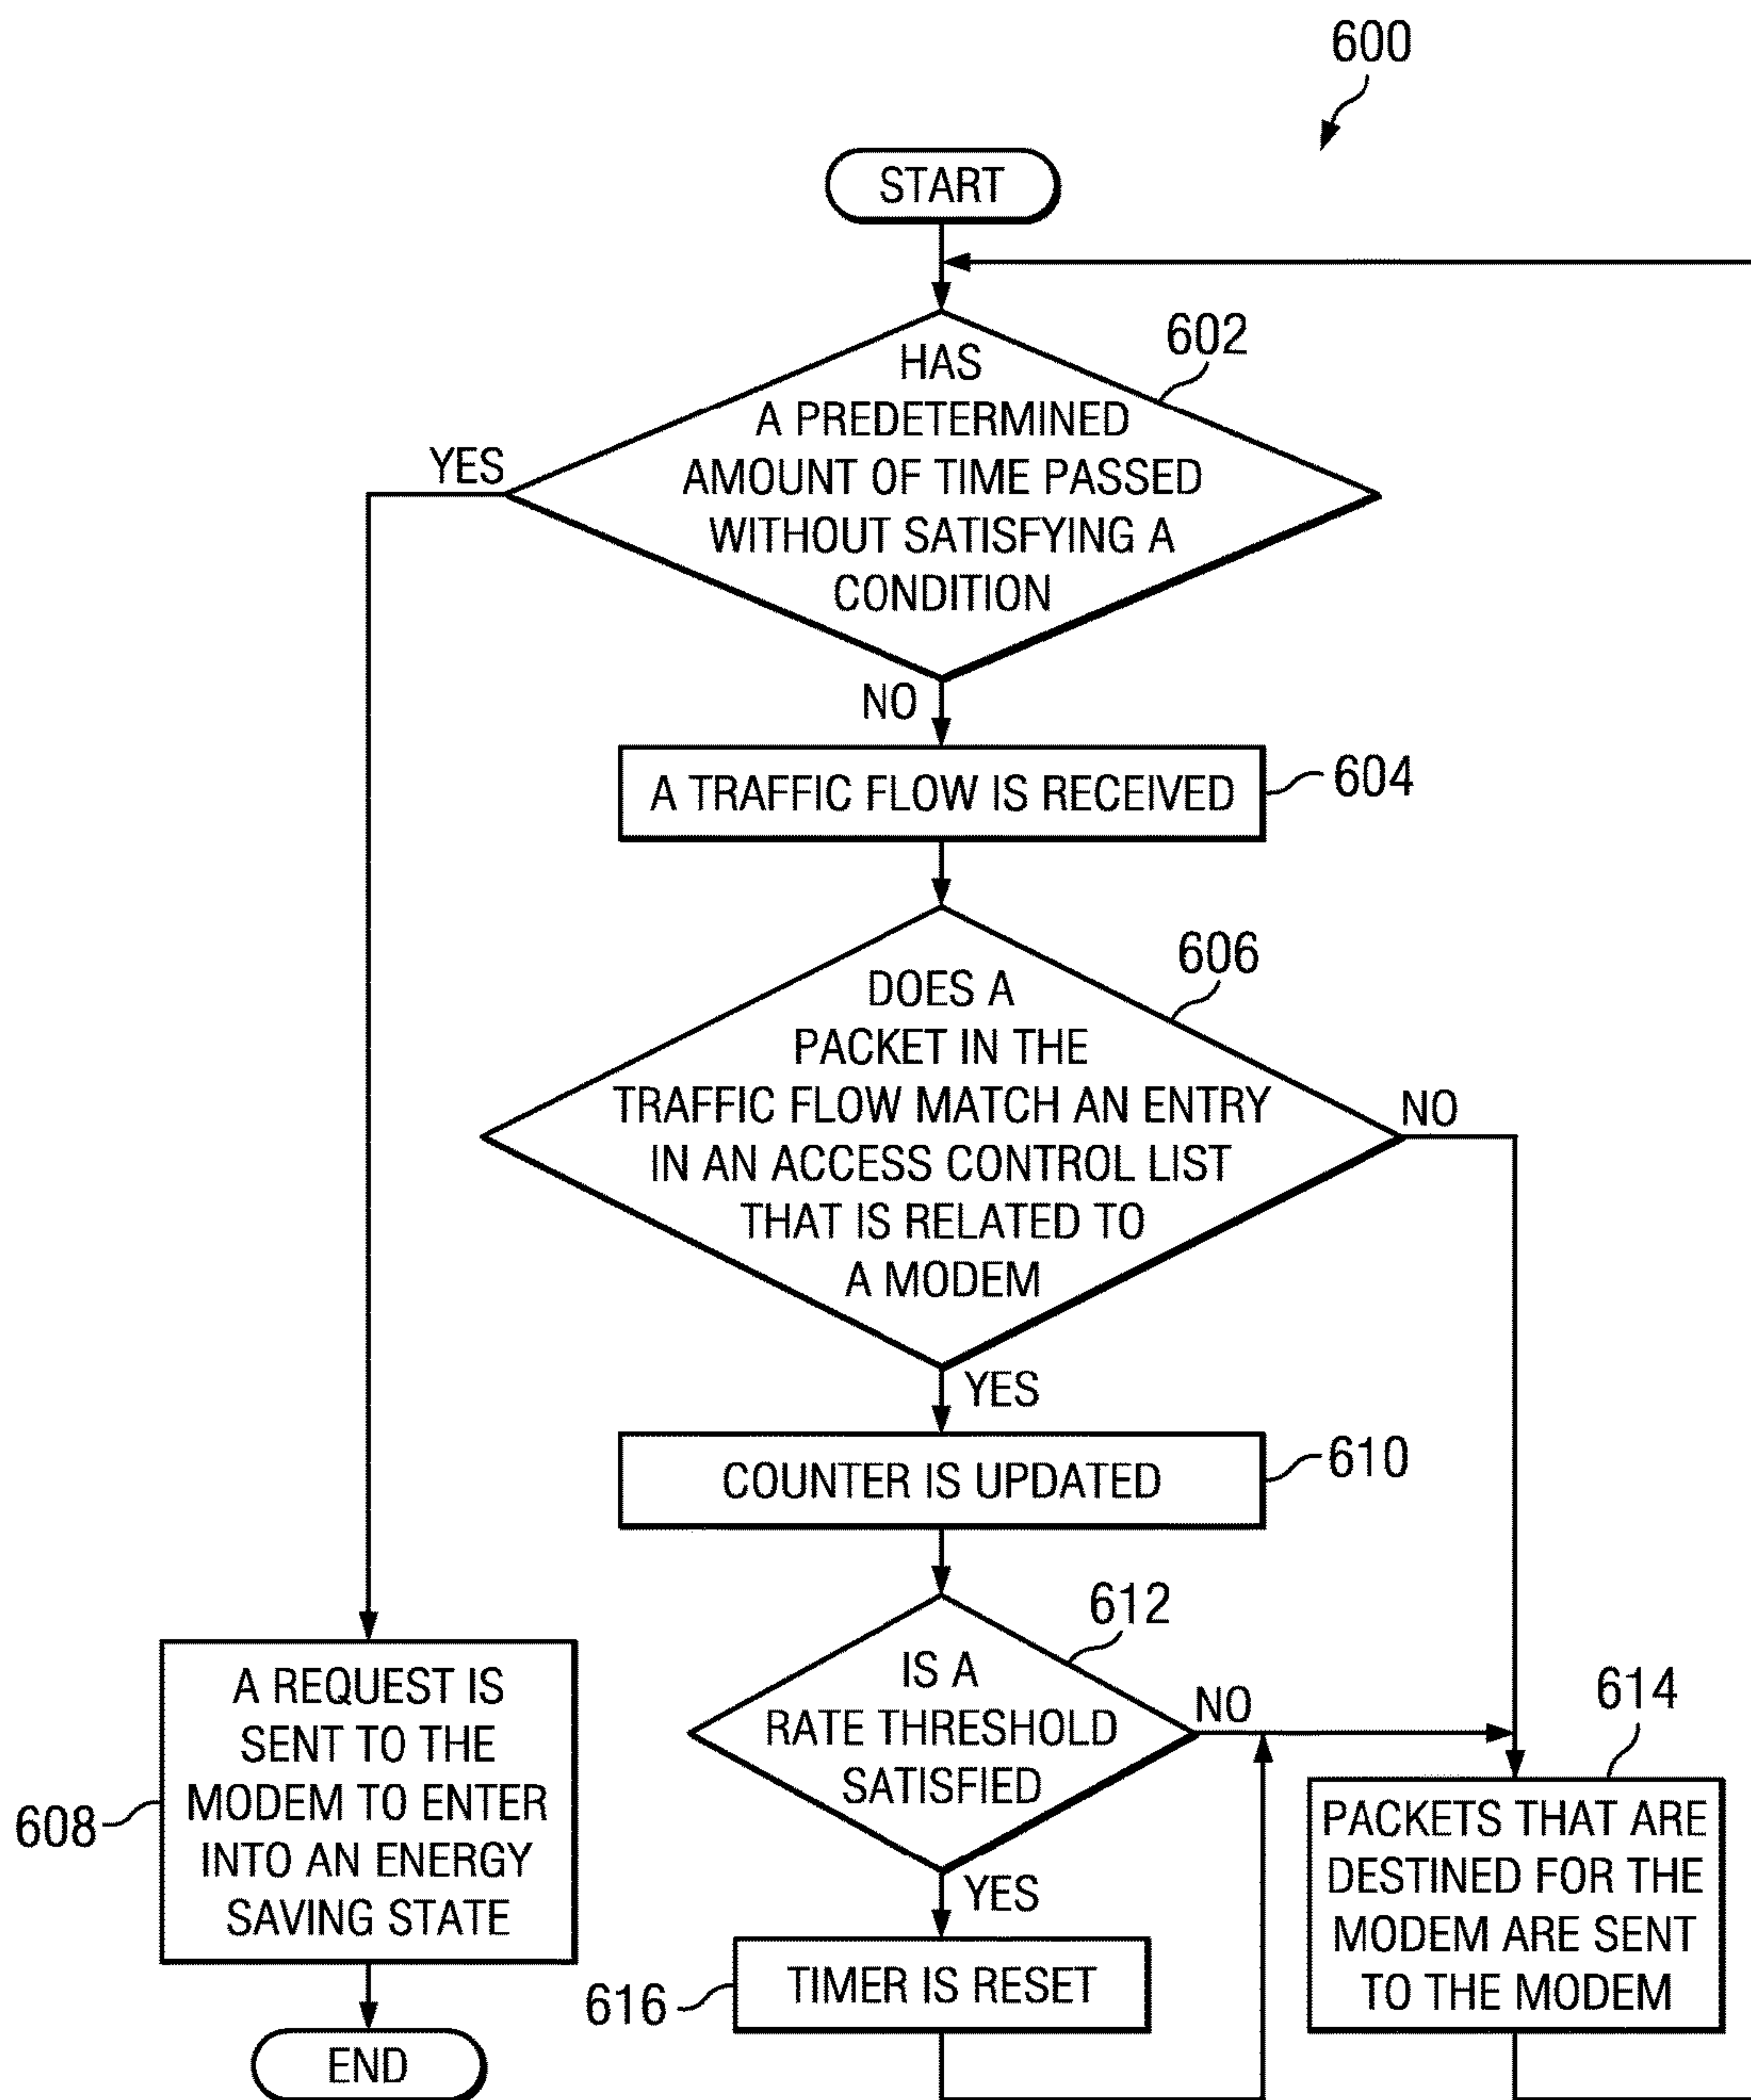 600
START
602
HAS
A PREDETERMINED
AMOUNT OF TIME PASSED
WITHOUT SATISFYING A
CONDITION
YES
NO
A TRAFFIC FLOW IS RECEIVED
604
606
DOES A
PACKET IN THE
TRAFFIC FLOW MATCH AN ENTRY
IN AN ACCESS CONTROL LIST
THAT IS RELATED TO
A MODEM
NO
YES
COUNTER IS UPDATED
610
612
IS A
RATE THRESHOLD
SATISFIED
NO
YES
608
A REQUEST IS
SENT TO THE
MODEM TO ENTER
INTO AN ENERGY
SAVING STATE
616
TIMER IS RESET
614
PACKETS THAT ARE
DESTINED FOR THE
MODEM ARE SENT
TO THE MODEM
END